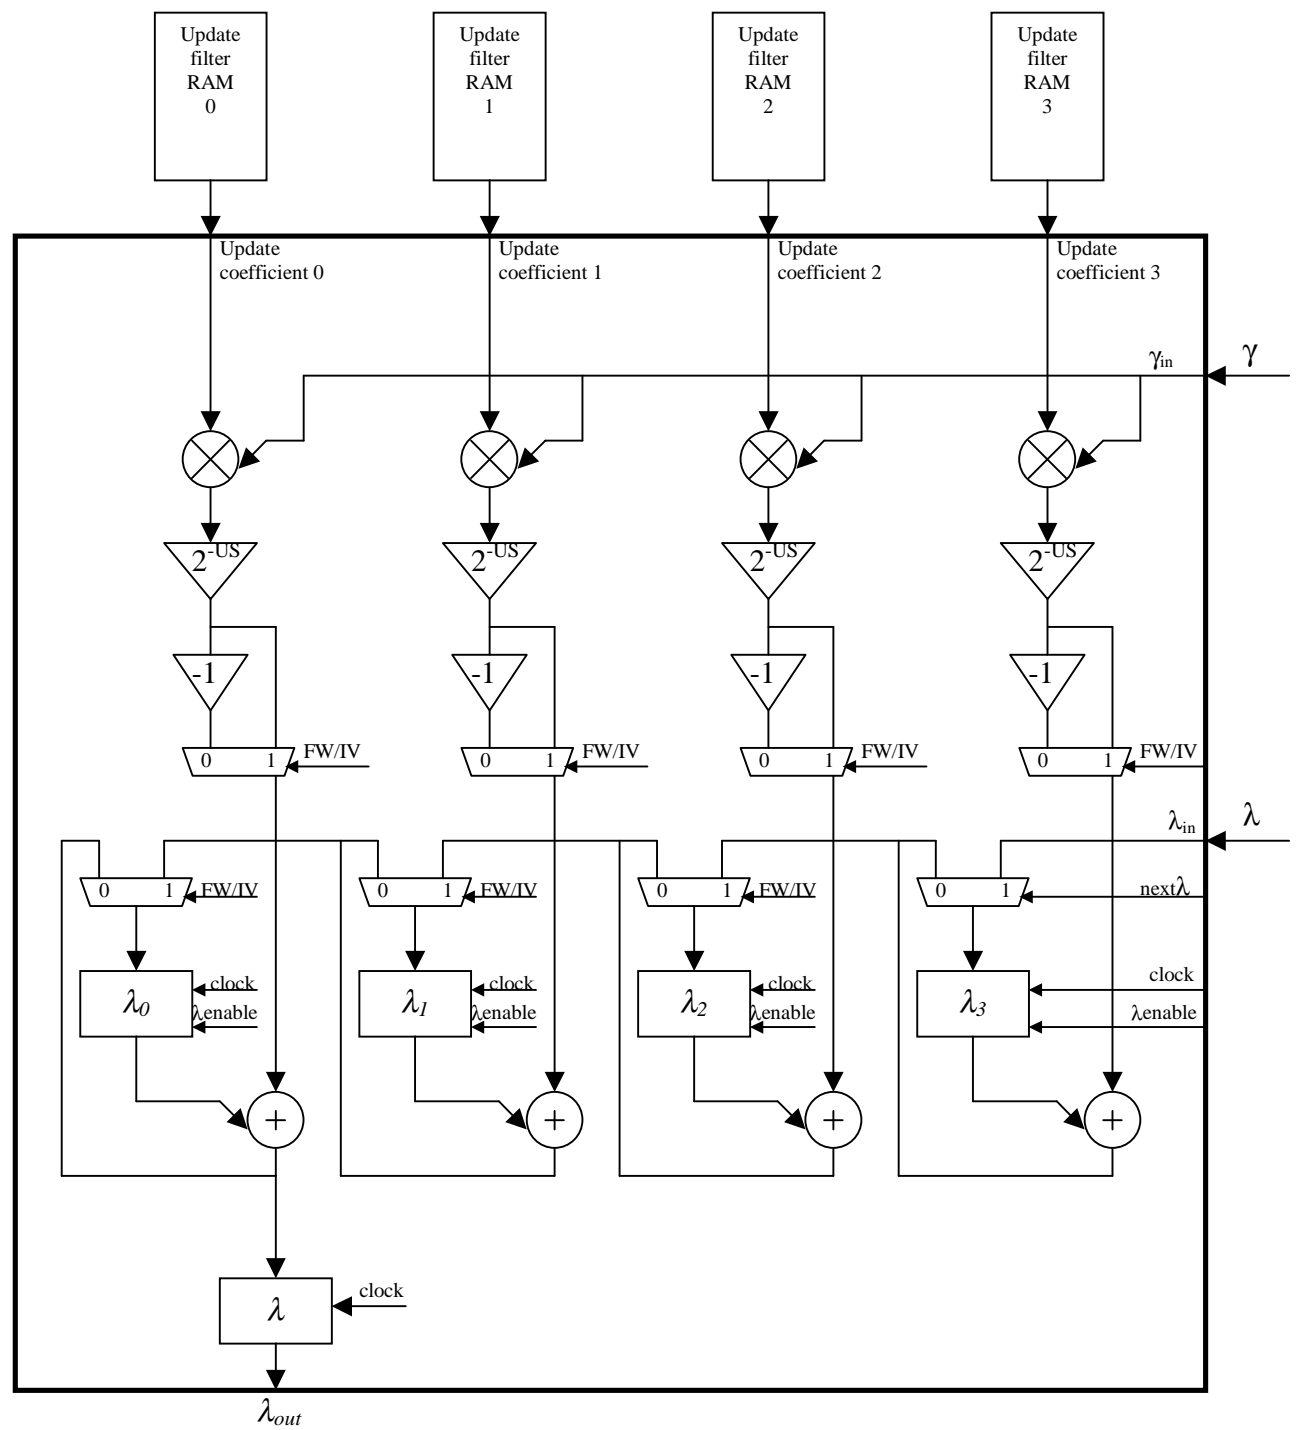 Update Update Update Update
filter filter filter filter
RAM RAM RAM RAM
0 1 2 3
Update Update Update Update
coefficient 0 coefficient 1 coefficient 2 coefficient 3
γin γ
2-US 2-US 2-US 2-US
-1 -1 -1 -1
0 1 FW/IV 0 1 FW/IV 0 1 FW/IV 0 1 FW/IV
λin λ
0 1 FW/IV 0 1 FW/IV 0 1 FW/IV 0 1 nextλ
clock clock clock clock
λ0 λ1 λ2 λ3
λenable λenable λenable λenable
+ + + +
clock
λ
λout